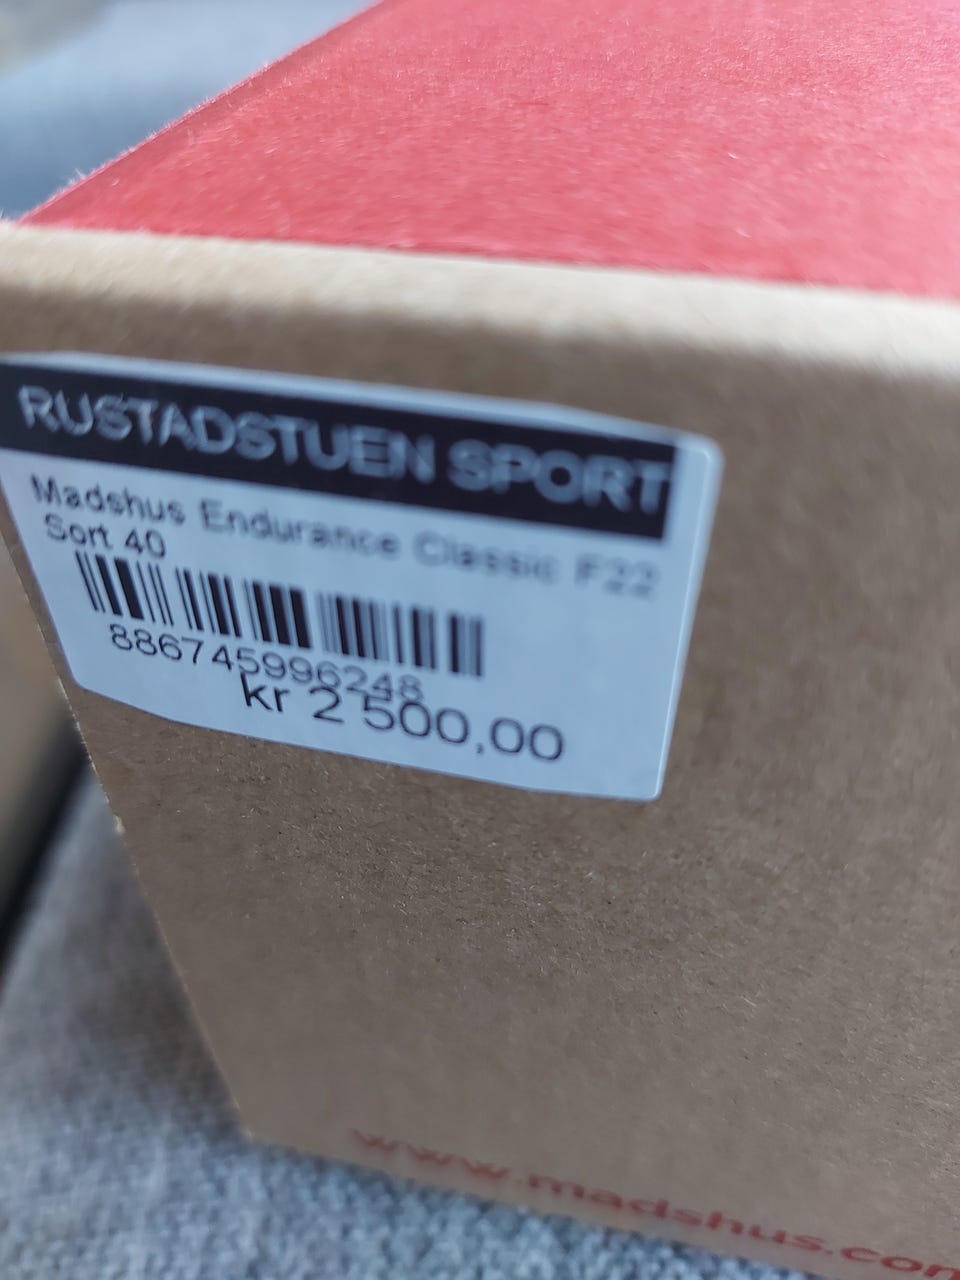 RUSTADSTUEN SPORT
Madshus Endurance Classic F22
Sort 40
886745996248
kr 2 500,00
www.madshus.com